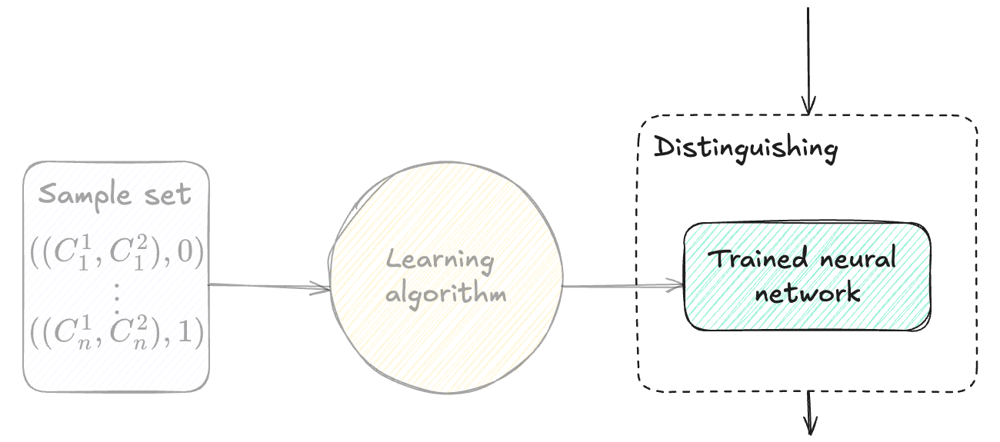 Sample set
((C_1^1, C_1^2), 0)
⋮
((C_n^1, C_n^2), 1)
Learning
algorithm
Distinguishing
Trained neural
network